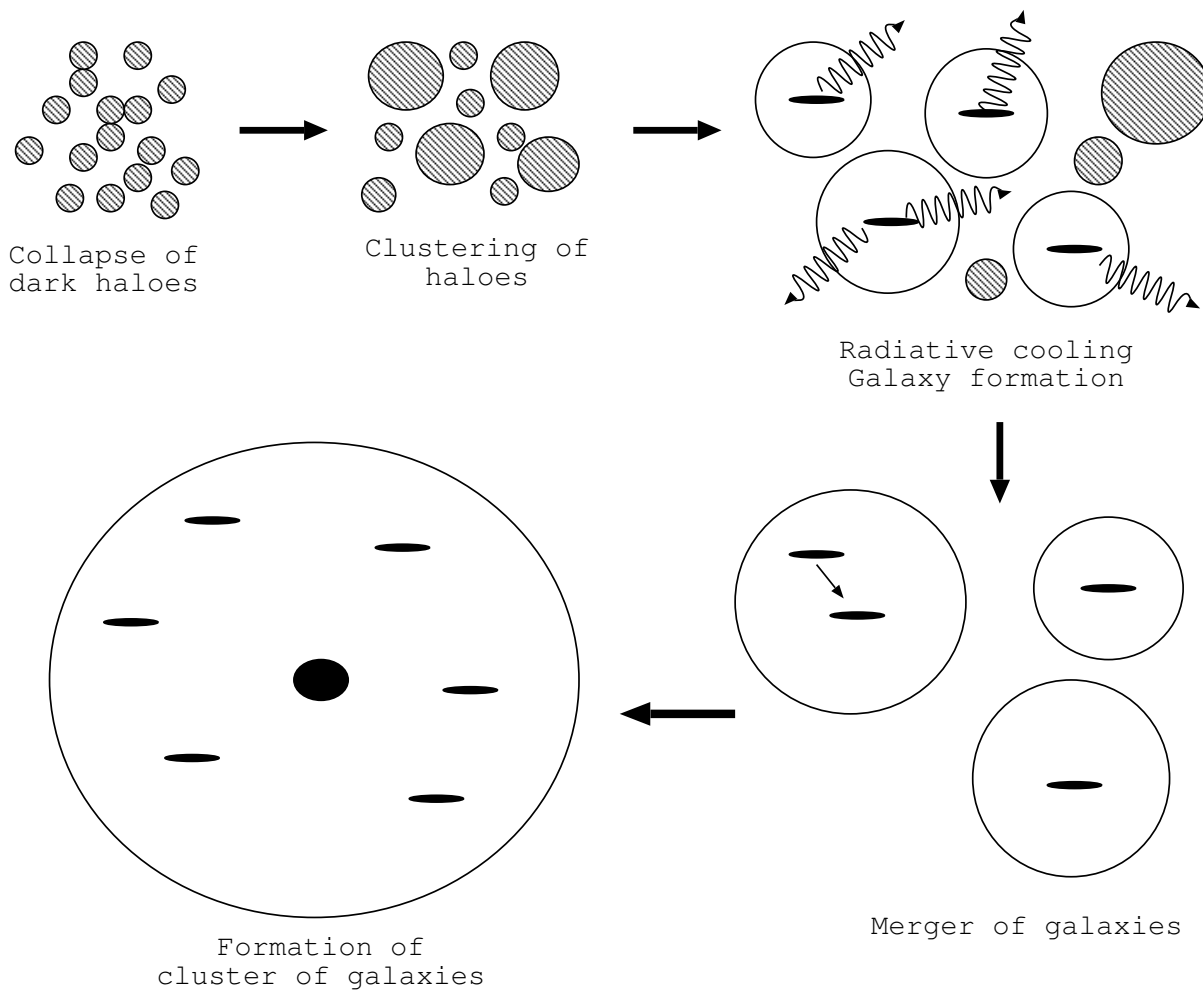 Collapse of
dark haloes
Clustering of
haloes
Radiative cooling
Galaxy formation
Merger of galaxies
Formation of
cluster of galaxies